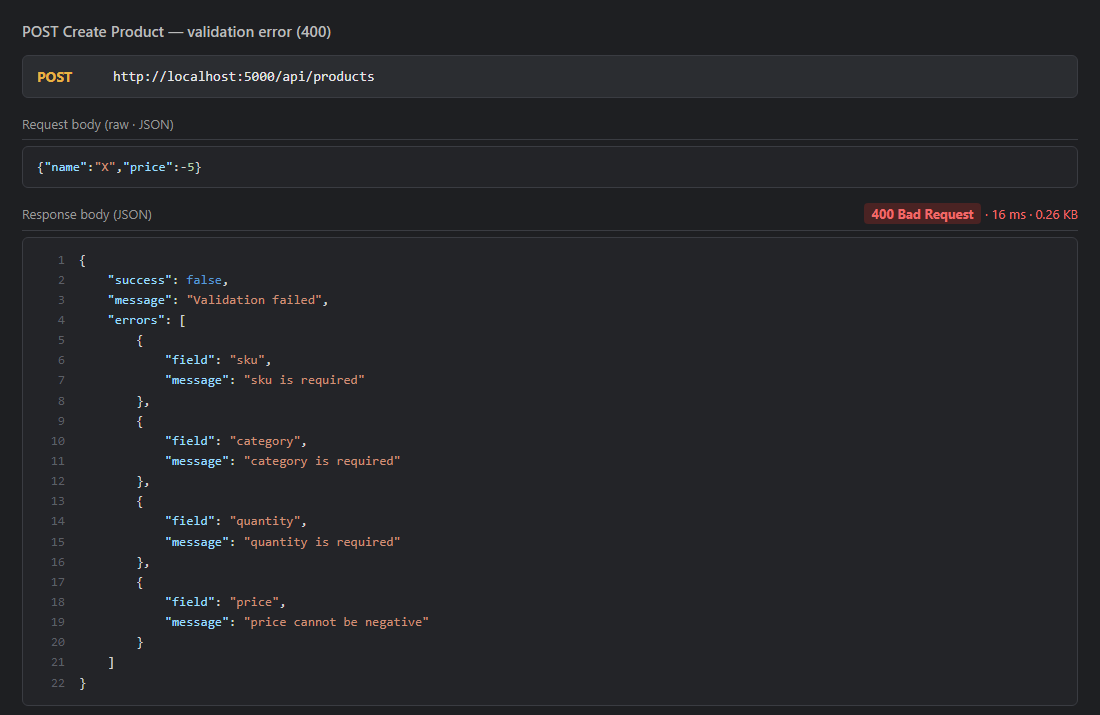 POST Create Product — validation error (400)
POST http://localhost:5000/api/products
Request body (raw · JSON)
{"name":"X","price":-5}
Response body (JSON) 400 Bad Request · 16 ms · 0.26 KB
1 {
2     "success": false,
3     "message": "Validation failed",
4     "errors": [
5         {
6             "field": "sku",
7             "message": "sku is required"
8         },
9         {
10             "field": "category",
11             "message": "category is required"
12         },
13         {
14             "field": "quantity",
15             "message": "quantity is required"
16         },
17         {
18             "field": "price",
19             "message": "price cannot be negative"
20         }
21     ]
22 }